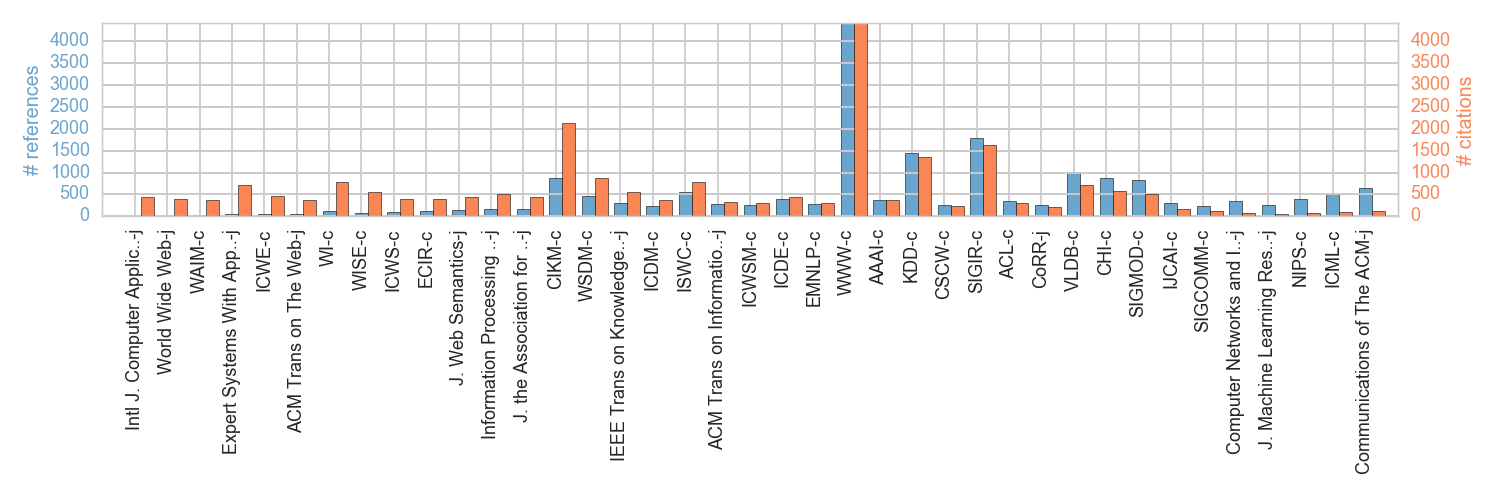 # references
4000
3500
3000
2500
2000
1500
1000
500
0
4000
3500
3000
2500
2000
1500
1000
500
0
# citations
Intl J. Computer Applic..-j
World Wide Web-j
WAIM-c
Expert Systems With App..-j
ICWE-c
ACM Trans on The Web-j
WI-c
WISE-c
ICWS-c
ECIR-c
J. Web Semantics-j
Information Processing ..-j
J. the Association for ..-j
CIKM-c
WSDM-c
IEEE Trans on Knowledge..-j
ICDM-c
ISWC-c
ACM Trans on Informatio..-j
ICWSM-c
ICDE-c
EMNLP-c
WWW-c
AAAI-c
KDD-c
CSCW-c
SIGIR-c
ACL-c
CoRR-j
VLDB-c
CHI-c
SIGMOD-c
IJCAI-c
SIGCOMM-c
Computer Networks and I..-j
J. Machine Learning Res..-j
NIPS-c
ICML-c
Communications of The ACM-j